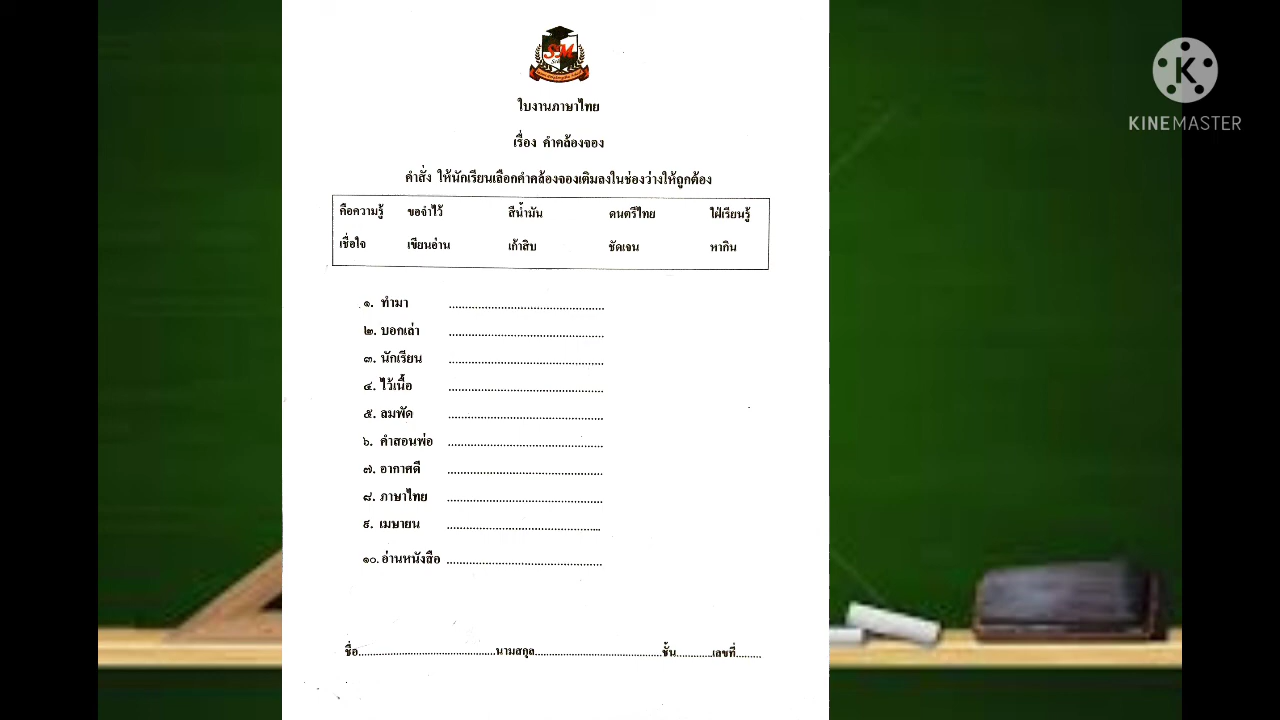 SM
ใบงานภาษาไทย
เรื่อง คำคล้องจอง
คำสั่ง ให้นักเรียนเลือกคำคล้องจองเติมลงในช่องว่างให้ถูกต้อง
คือความรู้ ขอจำไว้ สีน้ำมัน ดนตรีไทย ใฝ่เรียนรู้
เชื่อใจ เขียนอ่าน เก้าสิบ ชัดเจน หากิน
๑. ทำมา ................................................
๒. บอกเล่า ................................................
๓. นักเรียน ................................................
๔. ไว้เนื้อ ................................................
๕. ลมพัด ................................................
๖. คำสอนพ่อ ................................................
๗. อากาศดี ................................................
๘. ภาษาไทย ................................................
๙. เมษายน ................................................
๑๐. อ่านหนังสือ ................................................
ชื่อ..........................................นามสกุล.......................................ชั้น...........เลขที่........
KINEMASTER